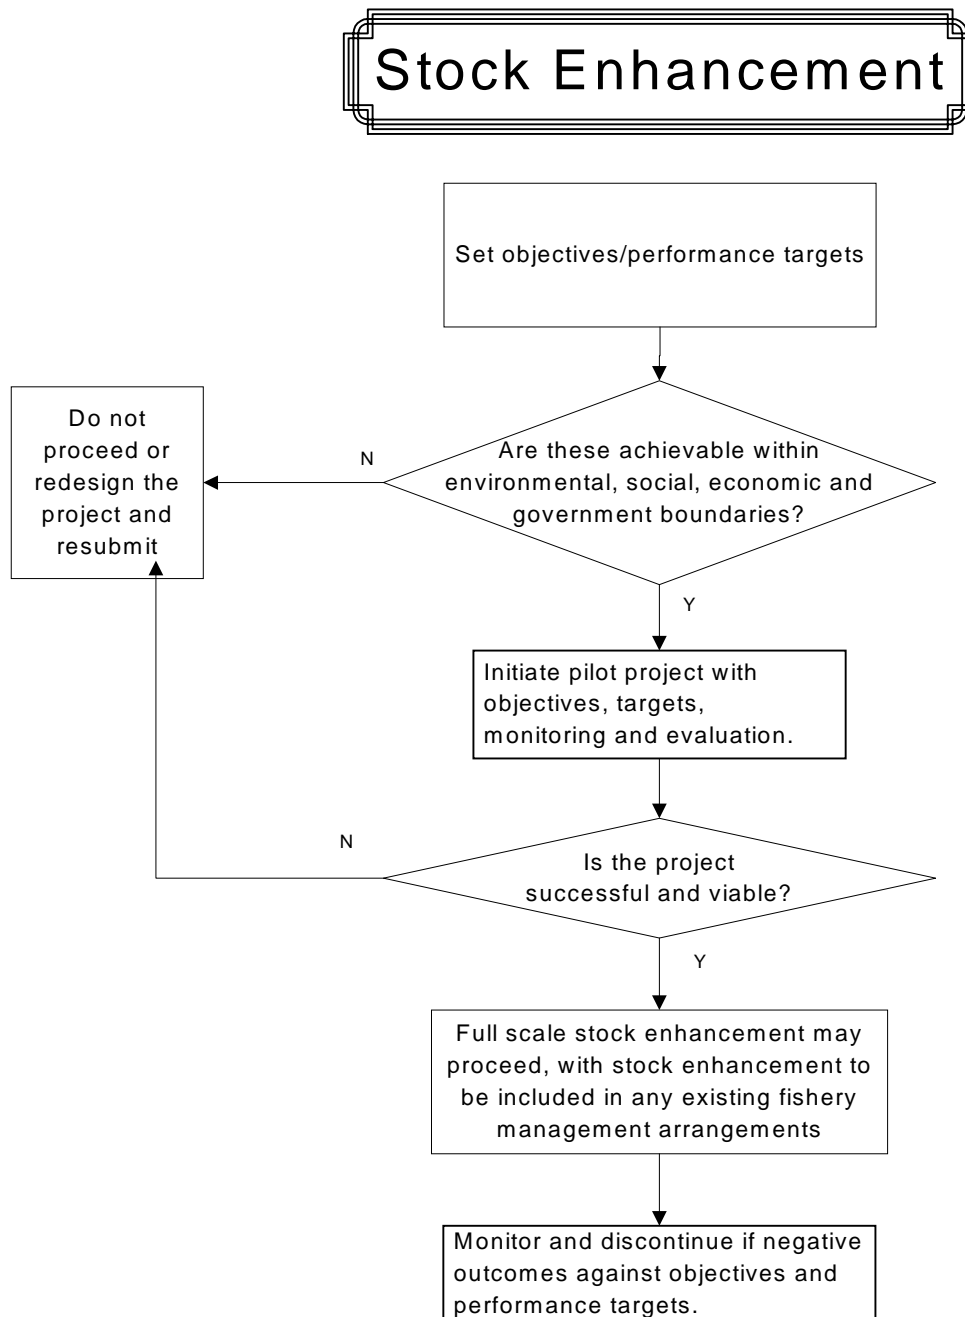 Stock Enhancement
Set objectives/performance targets
Do not
proceed or
redesign the
project and
resubmit
N
Are these achievable within
environmental, social, economic and
government boundaries?
Y
Initiate pilot project with
objectives, targets,
monitoring and evaluation.
N
Is the project
successful and viable?
Y
Full scale stock enhancement may
proceed, with stock enhancement to
be included in any existing fishery
management arrangements
Monitor and discontinue if negative
outcomes against objectives and
performance targets.